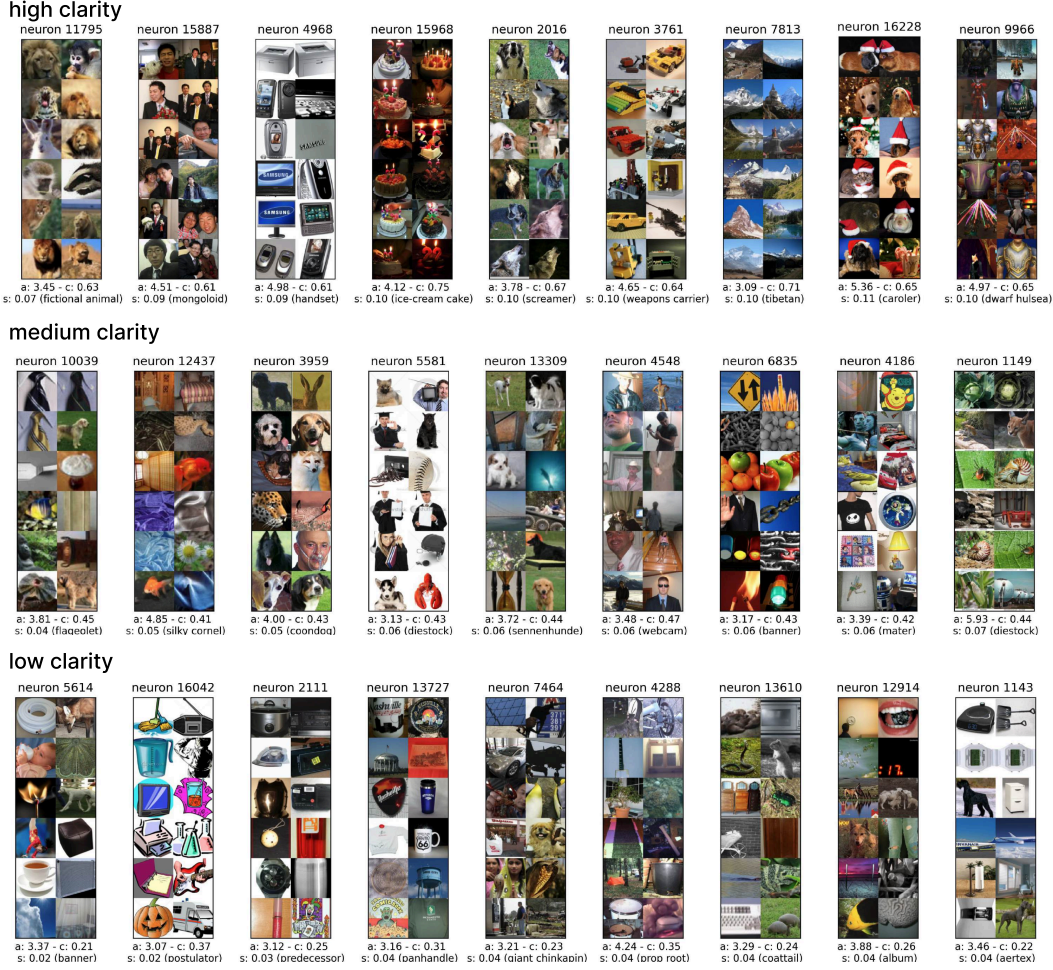 high clarity
neuron 11795 neuron 15887 neuron 4968 neuron 15968 neuron 2016 neuron 3761 neuron 7813 neuron 16228 neuron 9966
SAMSUNG
SAMSUNG
a: 3.45 - c: 0.63 a: 4.51 - c: 0.61 a: 4.98 - c: 0.61 a: 4.12 - c: 0.75 a: 3.78 - c: 0.67 a: 4.65 - c: 0.64 a: 3.09 - c: 0.71 a: 5.36 - c: 0.65 a: 4.97 - c: 0.65
s: 0.07 (fictional animal) s: 0.09 (mongoloid) s: 0.09 (handset) s: 0.10 (ice-cream cake) s: 0.10 (screamer) s: 0.10 (weapons carrier) s: 0.10 (tibetan) s: 0.11 (caroler) s: 0.10 (dwarf hulsea)
medium clarity
neuron 10039 neuron 12437 neuron 3959 neuron 5581 neuron 13309 neuron 4548 neuron 6835 neuron 4186 neuron 1149
a: 3.81 - c: 0.45 a: 4.85 - c: 0.41 a: 4.00 - c: 0.43 a: 3.13 - c: 0.43 a: 3.72 - c: 0.44 a: 3.48 - c: 0.47 a: 3.17 - c: 0.43 a: 3.39 - c: 0.42 a: 5.93 - c: 0.44
s: 0.04 (flageolet) s: 0.05 (silky cornel) s: 0.05 (coondog) s: 0.06 (diestock) s: 0.06 (sennenhunde) s: 0.06 (webcam) s: 0.06 (banner) s: 0.06 (mater) s: 0.07 (diestock)
low clarity
neuron 5614 neuron 16042 neuron 2111 neuron 13727 neuron 7464 neuron 4288 neuron 13610 neuron 12914 neuron 1143
Nashville
66
a: 3.37 - c: 0.21 a: 3.07 - c: 0.37 a: 3.12 - c: 0.25 a: 3.16 - c: 0.31 a: 3.21 - c: 0.23 a: 4.24 - c: 0.35 a: 3.29 - c: 0.24 a: 3.88 - c: 0.26 a: 3.46 - c: 0.22
s: 0.02 (banner) s: 0.02 (postulator) s: 0.03 (predecessor) s: 0.04 (panhandle) s: 0.04 (giant chinkapin) s: 0.04 (prop root) s: 0.04 (coattail) s: 0.04 (album) s: 0.04 (aertex)